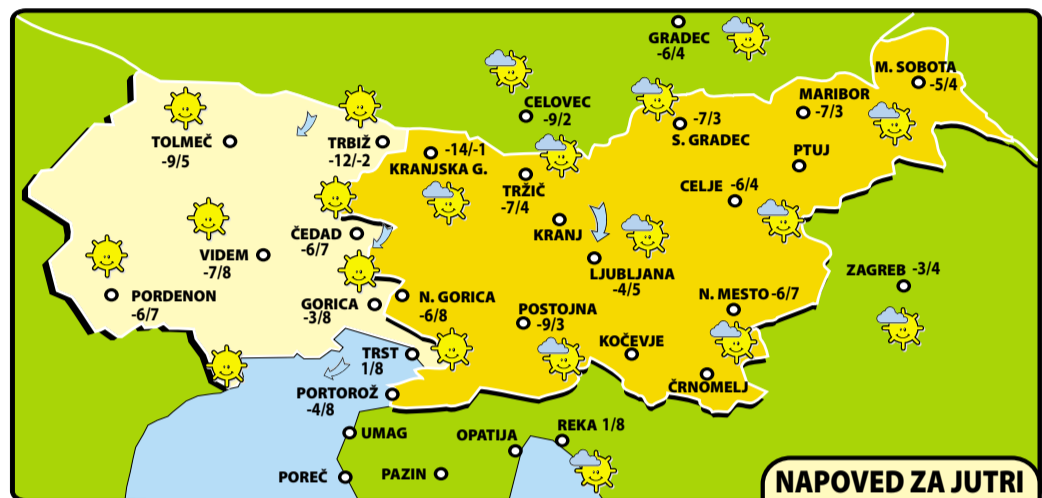 GRADEC
-6/4
M. SOBOTA
-5/4
CELOVEC
-9/2
MARIBOR
-7/3
-7/3
S. GRADEC
TOLMEČ
-9/5
TRBIŽ
-12/-2
-14/-1
KRANJSKA G.
PTUJ
TRŽIČ
-7/4
CELJE -6/4
KRANJ
ČEDAD
-6/7
VIDEM
-7/8
LJUBLJANA
-4/5
ZAGREB -3/4
PORDENON
-6/7
GORICA
-3/8
N. GORICA
-6/8
N. MESTO -6/7
POSTOJNA
-9/3
KOČEVJE
TRST
1/8
ČRNOMELJ
PORTOROŽ
-4/8
UMAG
OPATIJA
REKA 1/8
POREČ
PAZIN
NAPOVED ZA JUTRI